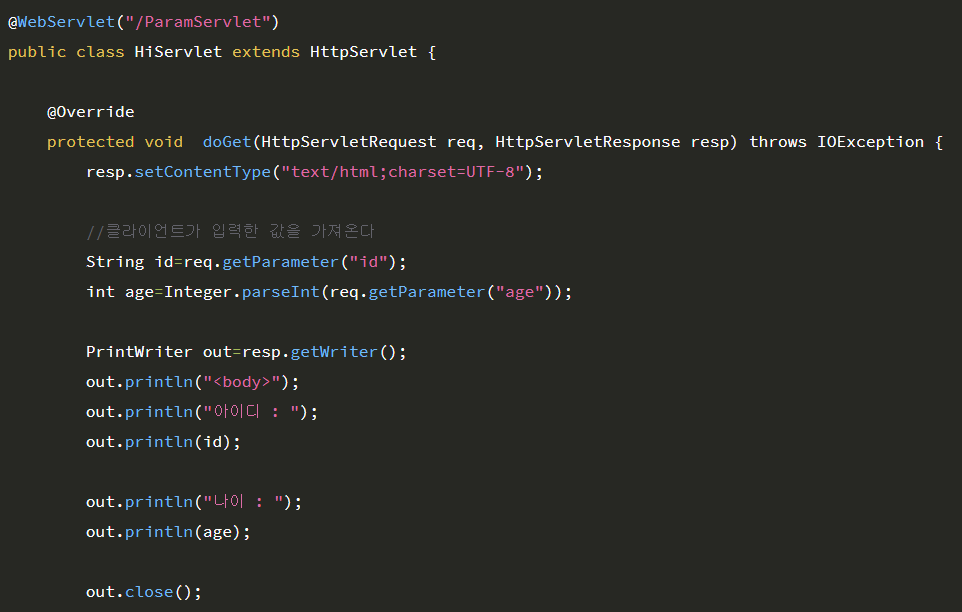 @WebServlet("/ParamServlet")
public class HiServlet extends HttpServlet {
@Override
protected void  doGet(HttpServletRequest req, HttpServletResponse resp) throws IOException {
resp.setContentType("text/html;charset=UTF-8");
//클라이언트가 입력한 값을 가져온다
String id=req.getParameter("id");
int age=Integer.parseInt(req.getParameter("age"));
PrintWriter out=resp.getWriter();
out.println("<body>");
out.println("아이디 : ");
out.println(id);
out.println("나이 : ");
out.println(age);
out.close();